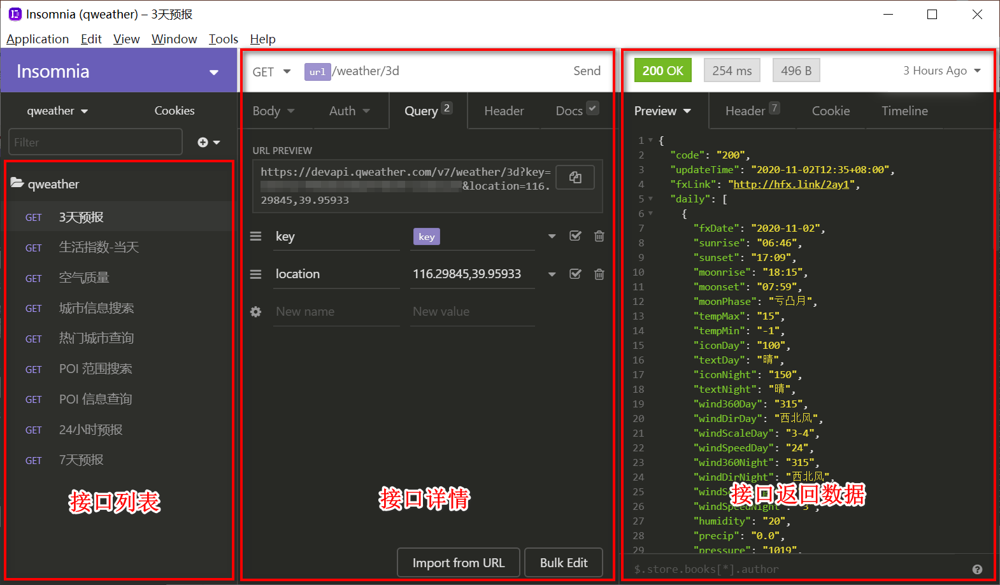 Insomnia (qweather) – 3天预报
Application Edit View Window Tools Help
Insomnia
qweather Cookies
Filter
qweather
GET 3天预报
GET 生活指数-当天
GET 空气质量
GET 城市信息搜索
GET 热门城市查询
GET POI 范围搜索
GET POI 信息查询
GET 24小时预报
GET 7天预报
接口列表
GET url/weather/3d Send
Body Auth Query 2 Header Docs
URL PREVIEW
https://devapi.qweather.com/v7/weather/3d?key=
&location=116.
29845,39.95933
key key
location 116.29845,39.95933
New name New value
接口详情
Import from URL Bulk Edit
200 OK 254 ms 496 B 3 Hours Ago
Preview Header 7 Cookie Timeline
1 {
2 "code": "200",
3 "updateTime": "2020-11-02T12:35+08:00",
4 "fxLink": "http://hfx.link/2ay1",
5 "daily": [
6 {
7 "fxDate": "2020-11-02",
8 "sunrise": "06:46",
9 "sunset": "17:09",
10 "moonrise": "18:15",
11 "moonset": "07:59",
12 "moonPhase": "亏凸月",
13 "tempMax": "15",
14 "tempMin": "-1",
15 "iconDay": "100",
16 "textDay": "晴",
17 "iconNight": "150",
18 "textNight": "晴",
19 "wind360Day": "315",
20 "windDirDay": "西北风",
21 "windScaleDay": "3-4",
22 "windSpeedDay": "24",
23 "wind360Night": "315",
24 "windDirNight": "西北风",
25
接口返回数据
26 "windSpeedNight": "3",
27 "humidity": "20",
28 "precip": "0.0",
29 "pressure": "1019",
$.store.books[*].author